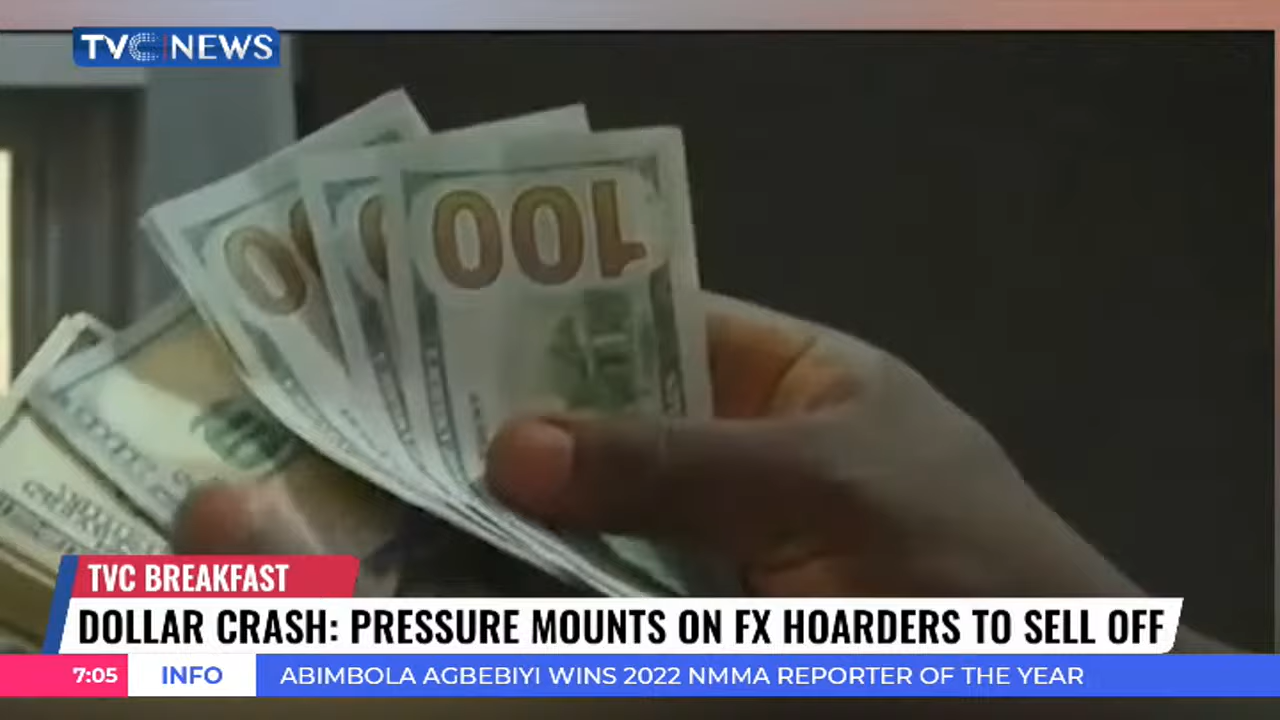 TVC NEWS
100
TVC BREAKFAST
DOLLAR CRASH: PRESSURE MOUNTS ON FX HOARDERS TO SELL OFF
7:05 INFO ABIMBOLA AGBEBIYI WINS 2022 NMMA REPORTER OF THE YEAR